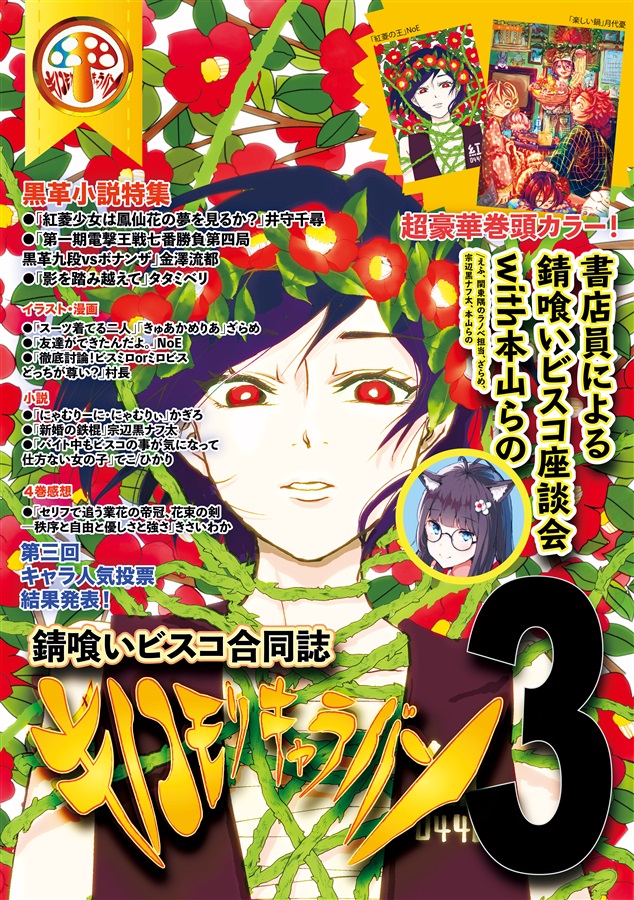 キノコモリキャラバン
「紅菱の王」NoE
「楽しい鍋」月代憂
紅
044
超豪華巻頭カラー!
黒革小説特集
●「紅菱少女は鳳仙花の夢を見るか?」井守千尋
●「第一期電撃王戦七番勝負第四局
黒革九段vsボナンザ」金澤流都
●「影を踏み越えて」タタミベリ
イラスト・漫画
●「スーツ着てる二人」「きゅあかめりあ」ざらめ
●「友達ができたんだよ。」NoE
●「徹底討論!ビスミロorミロビス
どっちが尊い?」村長
小説
●「にゃむりーに・にゃむりぃ」かぎろ
●「新婚の鉄棍」宗辺黒ナフ太
●「バイト中もビスコの事が気になって
仕方ない女の子」てこ/ひかり
4巻感想
●「セリフで追う業花の帝冠、花束の剣
―秩序と自由と優しさと強さ」きさいわか
第三回
キャラ人気投票
結果発表!
書店員による
錆喰いビスコ座談会
with本山らの
(えふ、関東隅のラノベ担当、ざらめ、
宗辺黒ナフ太、本山らの
錆喰いビスコ合同誌
キノコモリキャラバン
3
044